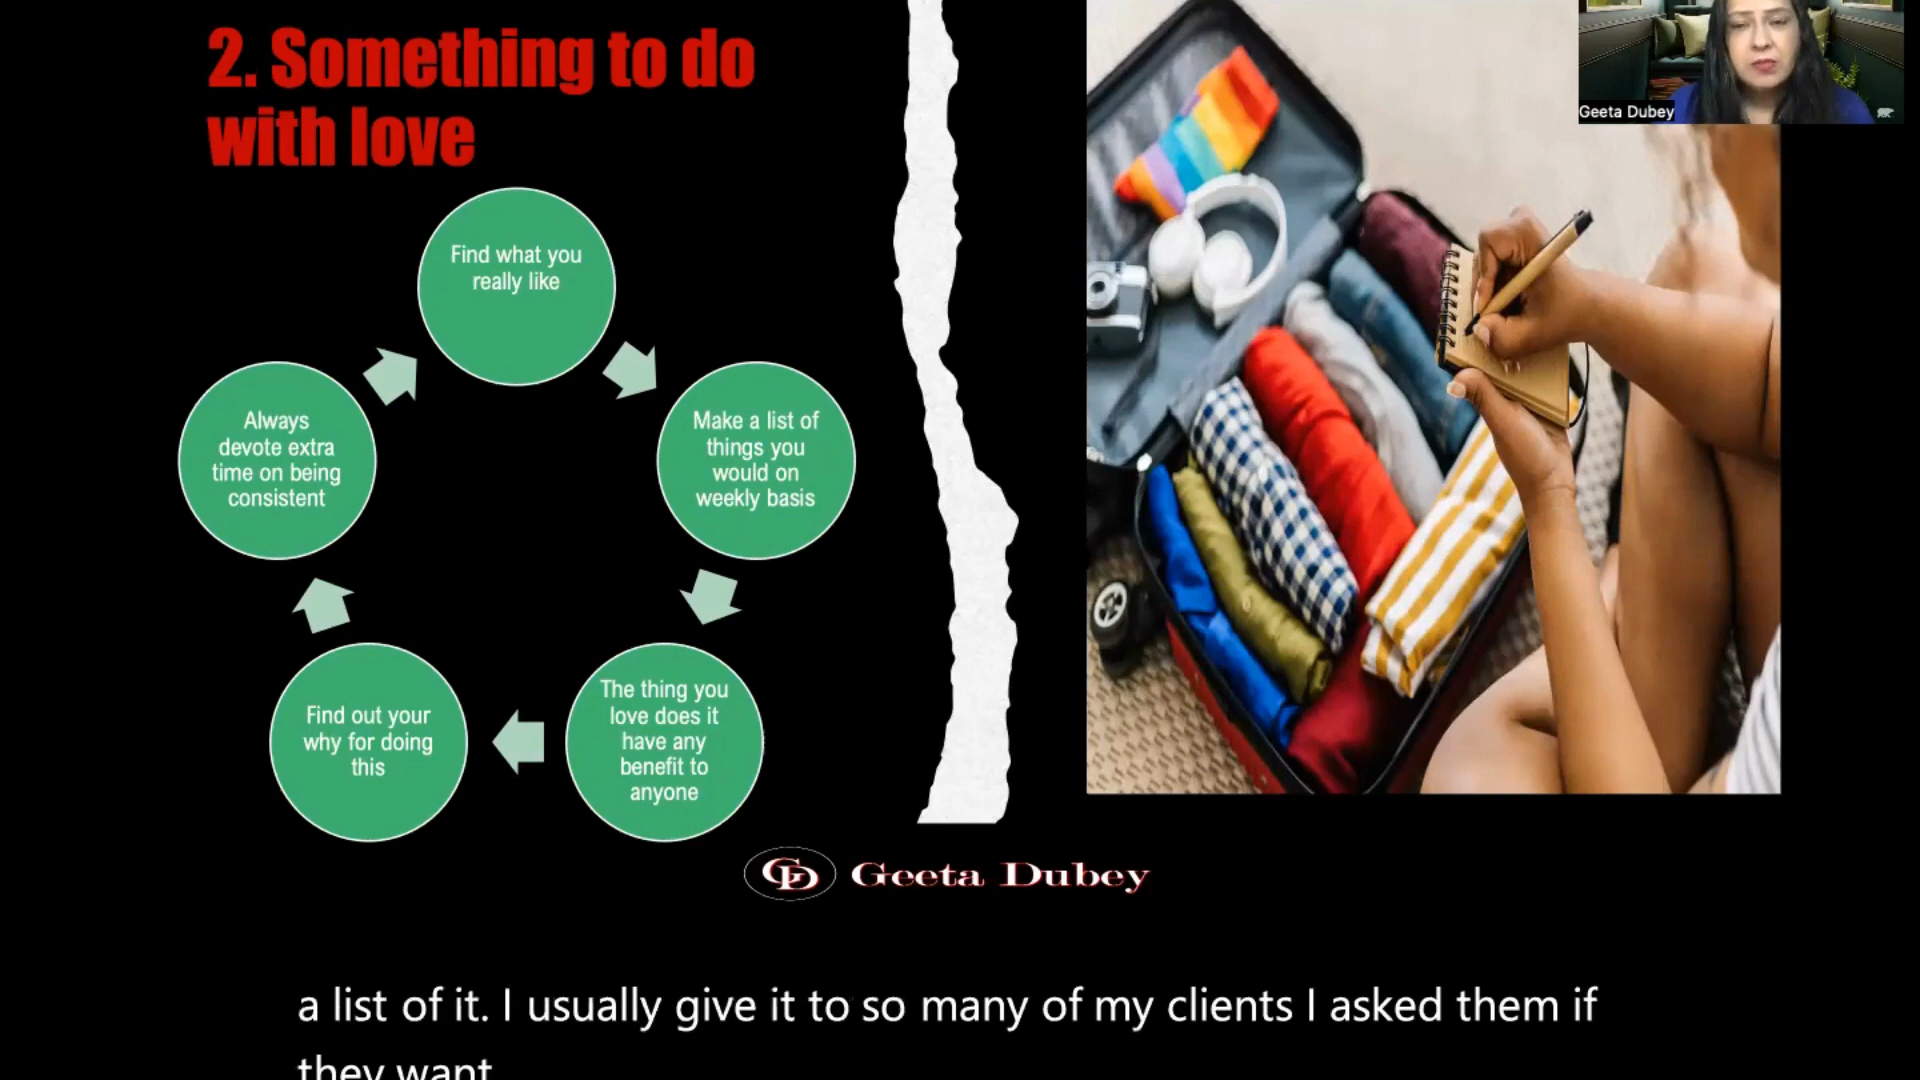 2. Something to do
with love
Find what you
really like
Make a list of
things you
would on
weekly basis
The thing you
love does it
have any
benefit to
anyone
Find out your
why for doing
this
Always
devote extra
time on being
consistent
Geeta Dubey
GD Geeta Dubey
a list of it. I usually give it to so many of my clients I asked them if
they want